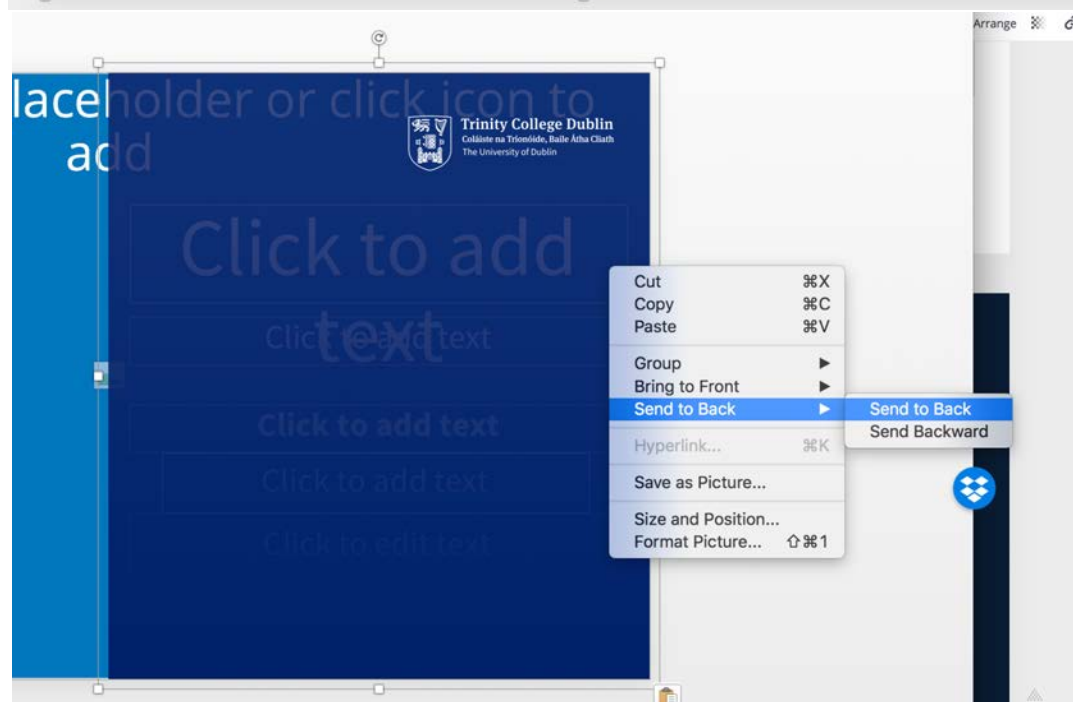 Arrange
laceholder or click icon to
add
Trinity College Dublin
Coláiste na Tríonóide, Baile Átha Cliath
The University of Dublin
Click to add
text
Click to add text
Click to add text
Click to add text
Click to edit text
Cut ⌘X
Copy ⌘C
Paste ⌘V
Group ▶
Bring to Front ▶
Send to Back ▶
Hyperlink... ⌘K
Save as Picture...
Size and Position...
Format Picture... ⇧⌘1
Send to Back
Send Backward